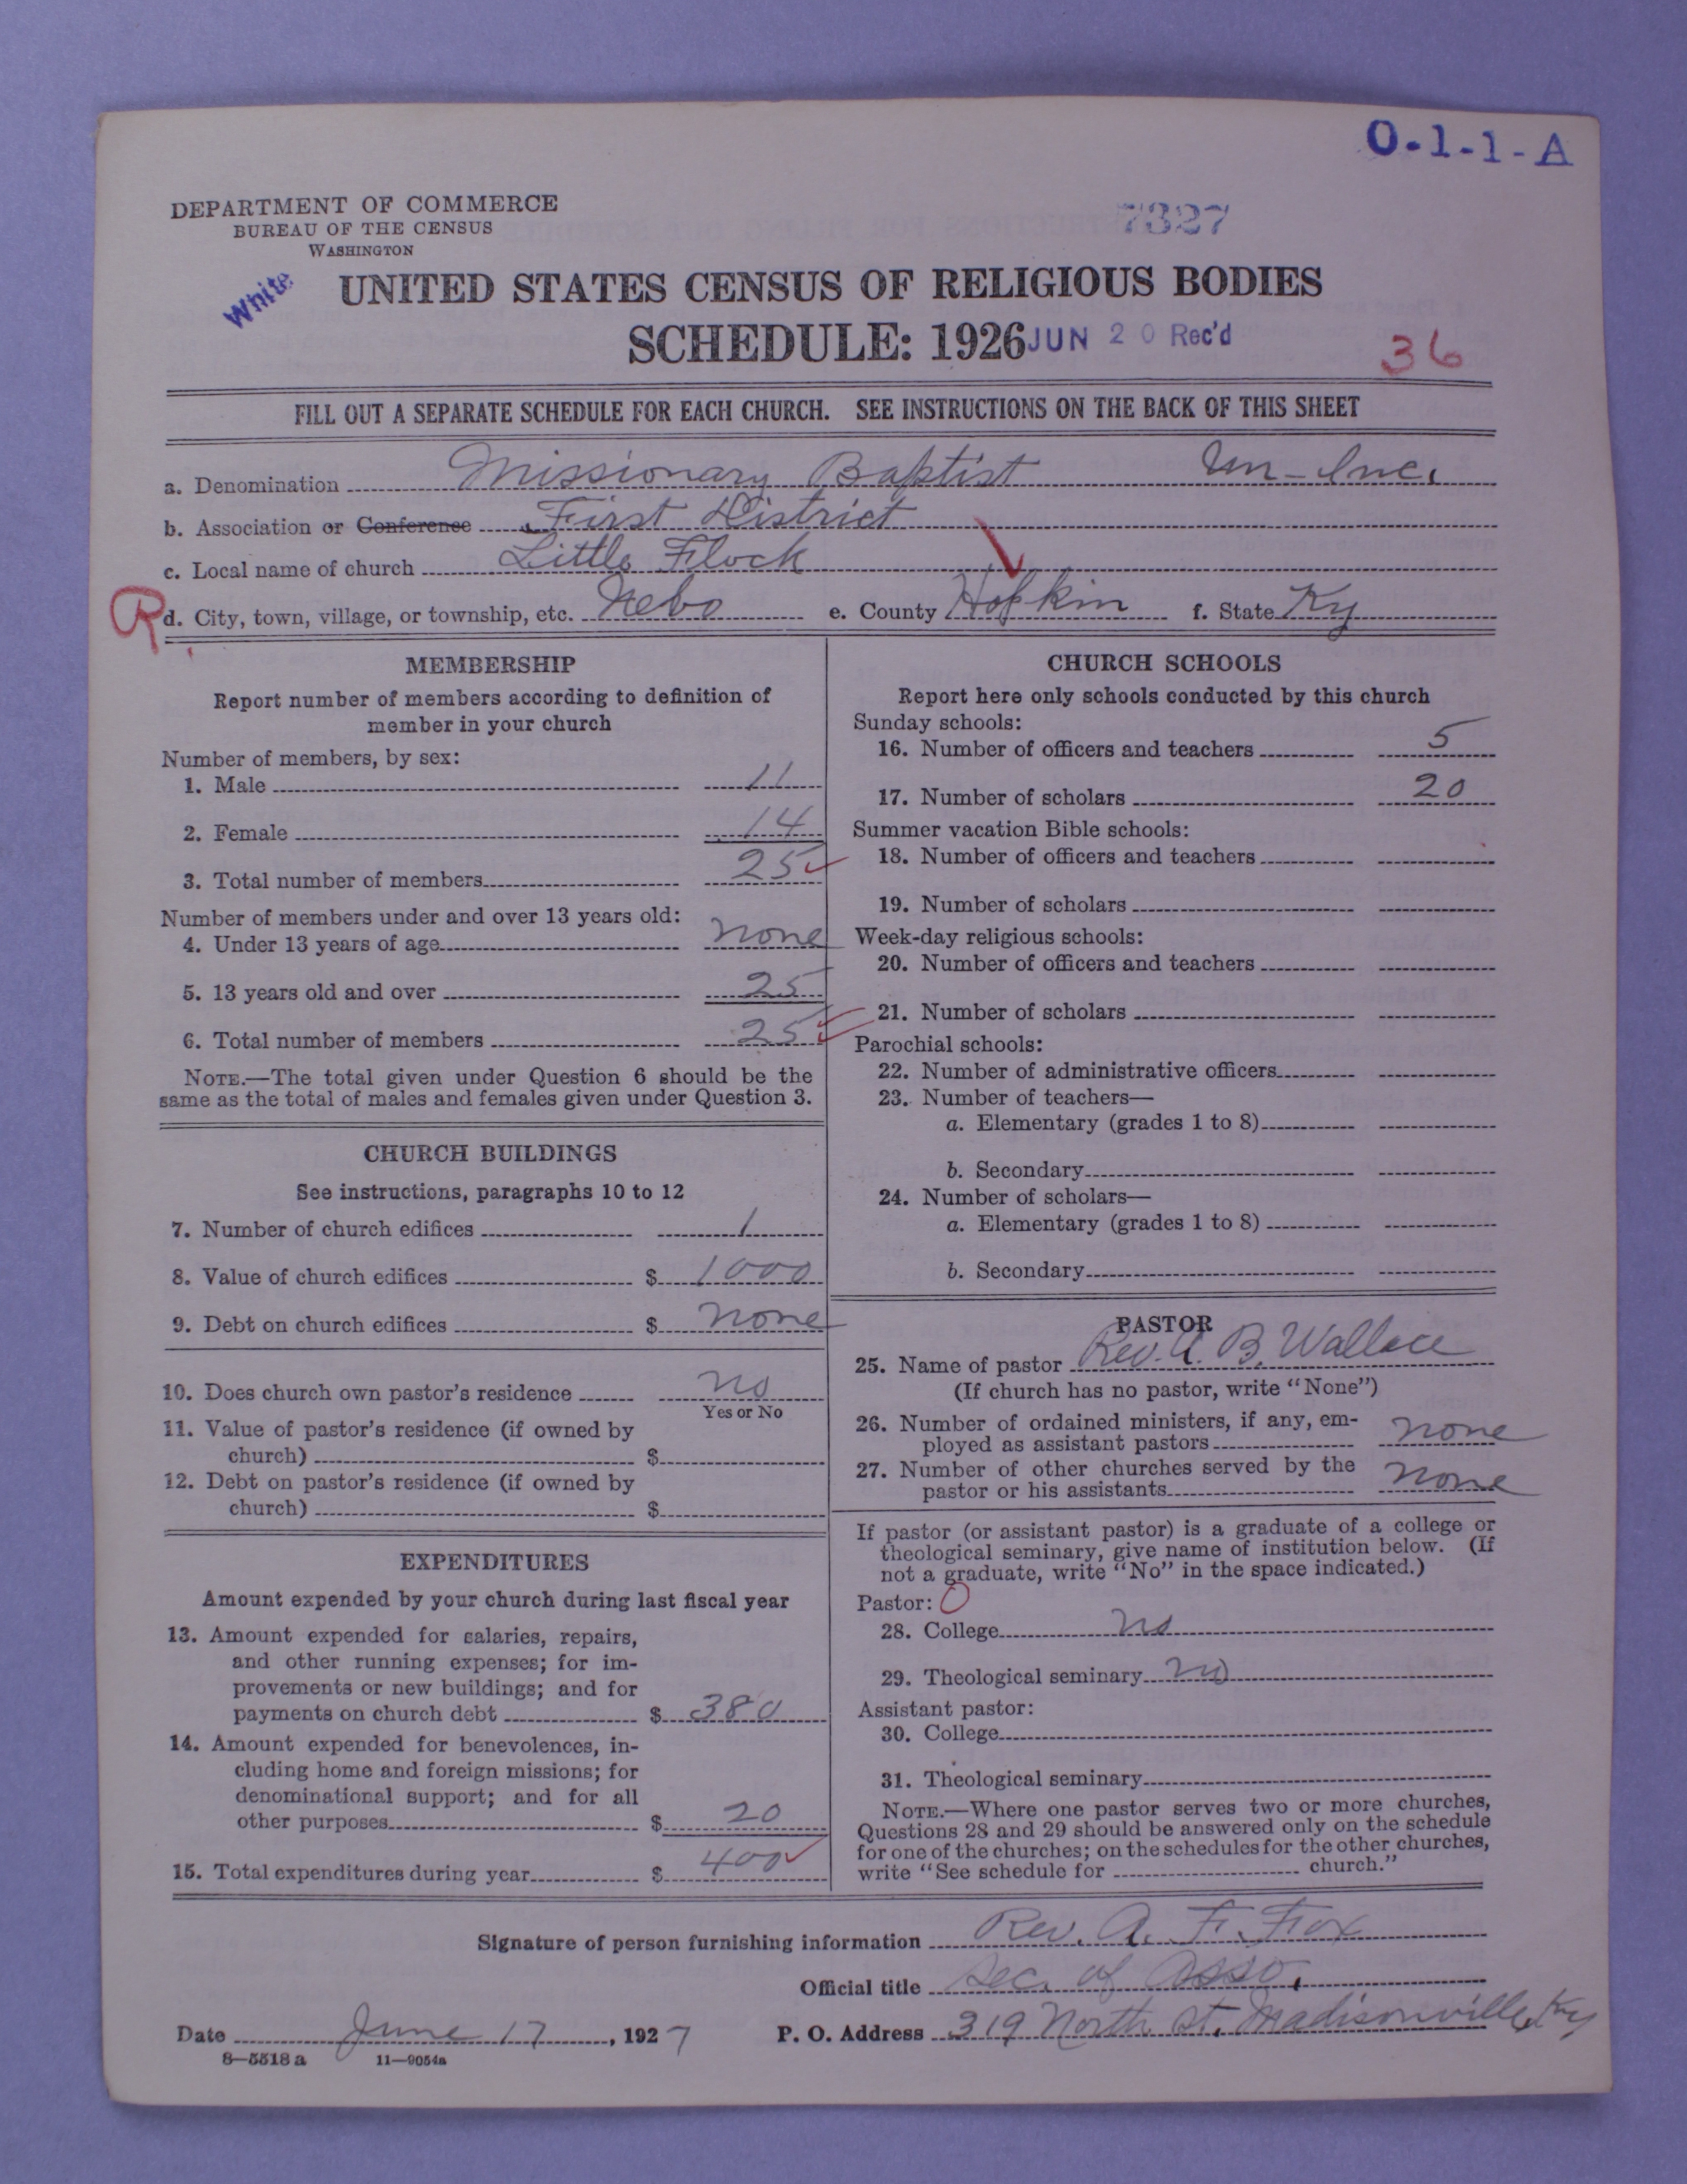 O-1-1-A
DEPARTMENT OF COMMERCE
BUREAU OF THE CENSUS
WASHINGTON
7327
White
UNITED STATES CENSUS OF RELIGIOUS BODIES
SCHEDULE: 1926 JUN 20 Rec'd
36
FILL OUT A SEPARATE SCHEDULE FOR EACH CHURCH. SEE INSTRUCTIONS ON THE BACK OF THIS SHEET
a. Denomination Missionary Baptist Un-Inc.
b. Association or Conference First District
c. Local name of church Little Flock
R d. City, town, village, or township, etc. Nebo e. County Hopkin f. State Ky
MEMBERSHIP
Report number of members according to definition of
member in your church
Number of members, by sex:
1. Male 11
2. Female 14
3. Total number of members 25
Number of members under and over 13 years old:
4. Under 13 years of age none
5. 13 years old and over 25
6. Total number of members 25
NOTE.—The total given under Question 6 should be the
same as the total of males and females given under Question 3.
CHURCH BUILDINGS
See instructions, paragraphs 10 to 12
7. Number of church edifices 1
8. Value of church edifices $ 1000
9. Debt on church edifices $ none
10. Does church own pastor's residence no
Yes or No
11. Value of pastor's residence (if owned by
church) $
12. Debt on pastor's residence (if owned by
church) $
EXPENDITURES
Amount expended by your church during last fiscal year
13. Amount expended for salaries, repairs,
and other running expenses; for im-
provements or new buildings; and for
payments on church debt $ 380
14. Amount expended for benevolences, in-
cluding home and foreign missions; for
denominational support; and for all
other purposes $ 20
15. Total expenditures during year $ 400
CHURCH SCHOOLS
Report here only schools conducted by this church
Sunday schools:
16. Number of officers and teachers 5
17. Number of scholars 20
Summer vacation Bible schools:
18. Number of officers and teachers
19. Number of scholars
Week-day religious schools:
20. Number of officers and teachers
21. Number of scholars
Parochial schools:
22. Number of administrative officers
23. Number of teachers—
a. Elementary (grades 1 to 8)
b. Secondary
24. Number of scholars—
a. Elementary (grades 1 to 8)
b. Secondary
PASTOR
25. Name of pastor Rev. A. B. Wallace
(If church has no pastor, write "None")
26. Number of ordained ministers, if any, em-
ployed as assistant pastors none
27. Number of other churches served by the
pastor or his assistants none
If pastor (or assistant pastor) is a graduate of a college or
theological seminary, give name of institution below. (If
not a graduate, write "No" in the space indicated.)
Pastor: O
28. College no
29. Theological seminary no
Assistant pastor:
30. College
31. Theological seminary
NOTE.—Where one pastor serves two or more churches,
Questions 28 and 29 should be answered only on the schedule
for one of the churches; on the schedules for the other churches,
write "See schedule for church."
Signature of person furnishing information Rev. A. F. Fox
Official title Sec. of Asso.
Date June 17, 1927 P. O. Address 319 North St. Madisonville, Ky
8—5518 a 11—9054a